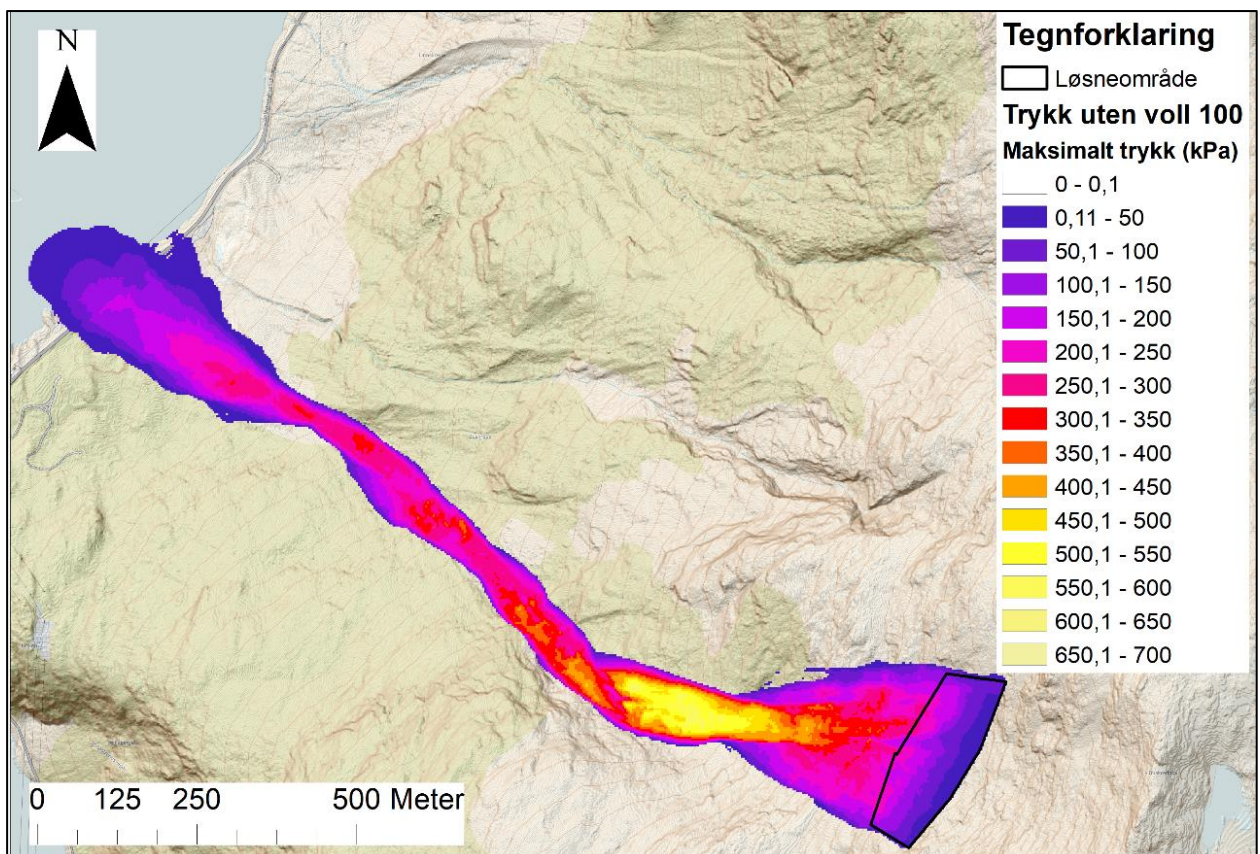 N
Tegnforklaring
Løsneområde
Trykk uten voll 100
Maksimalt trykk (kPa)
0 - 0,1
0,11 - 50
50,1 - 100
100,1 - 150
150,1 - 200
200,1 - 250
250,1 - 300
300,1 - 350
350,1 - 400
400,1 - 450
450,1 - 500
500,1 - 550
550,1 - 600
600,1 - 650
650,1 - 700
0 125 250 500 Meter